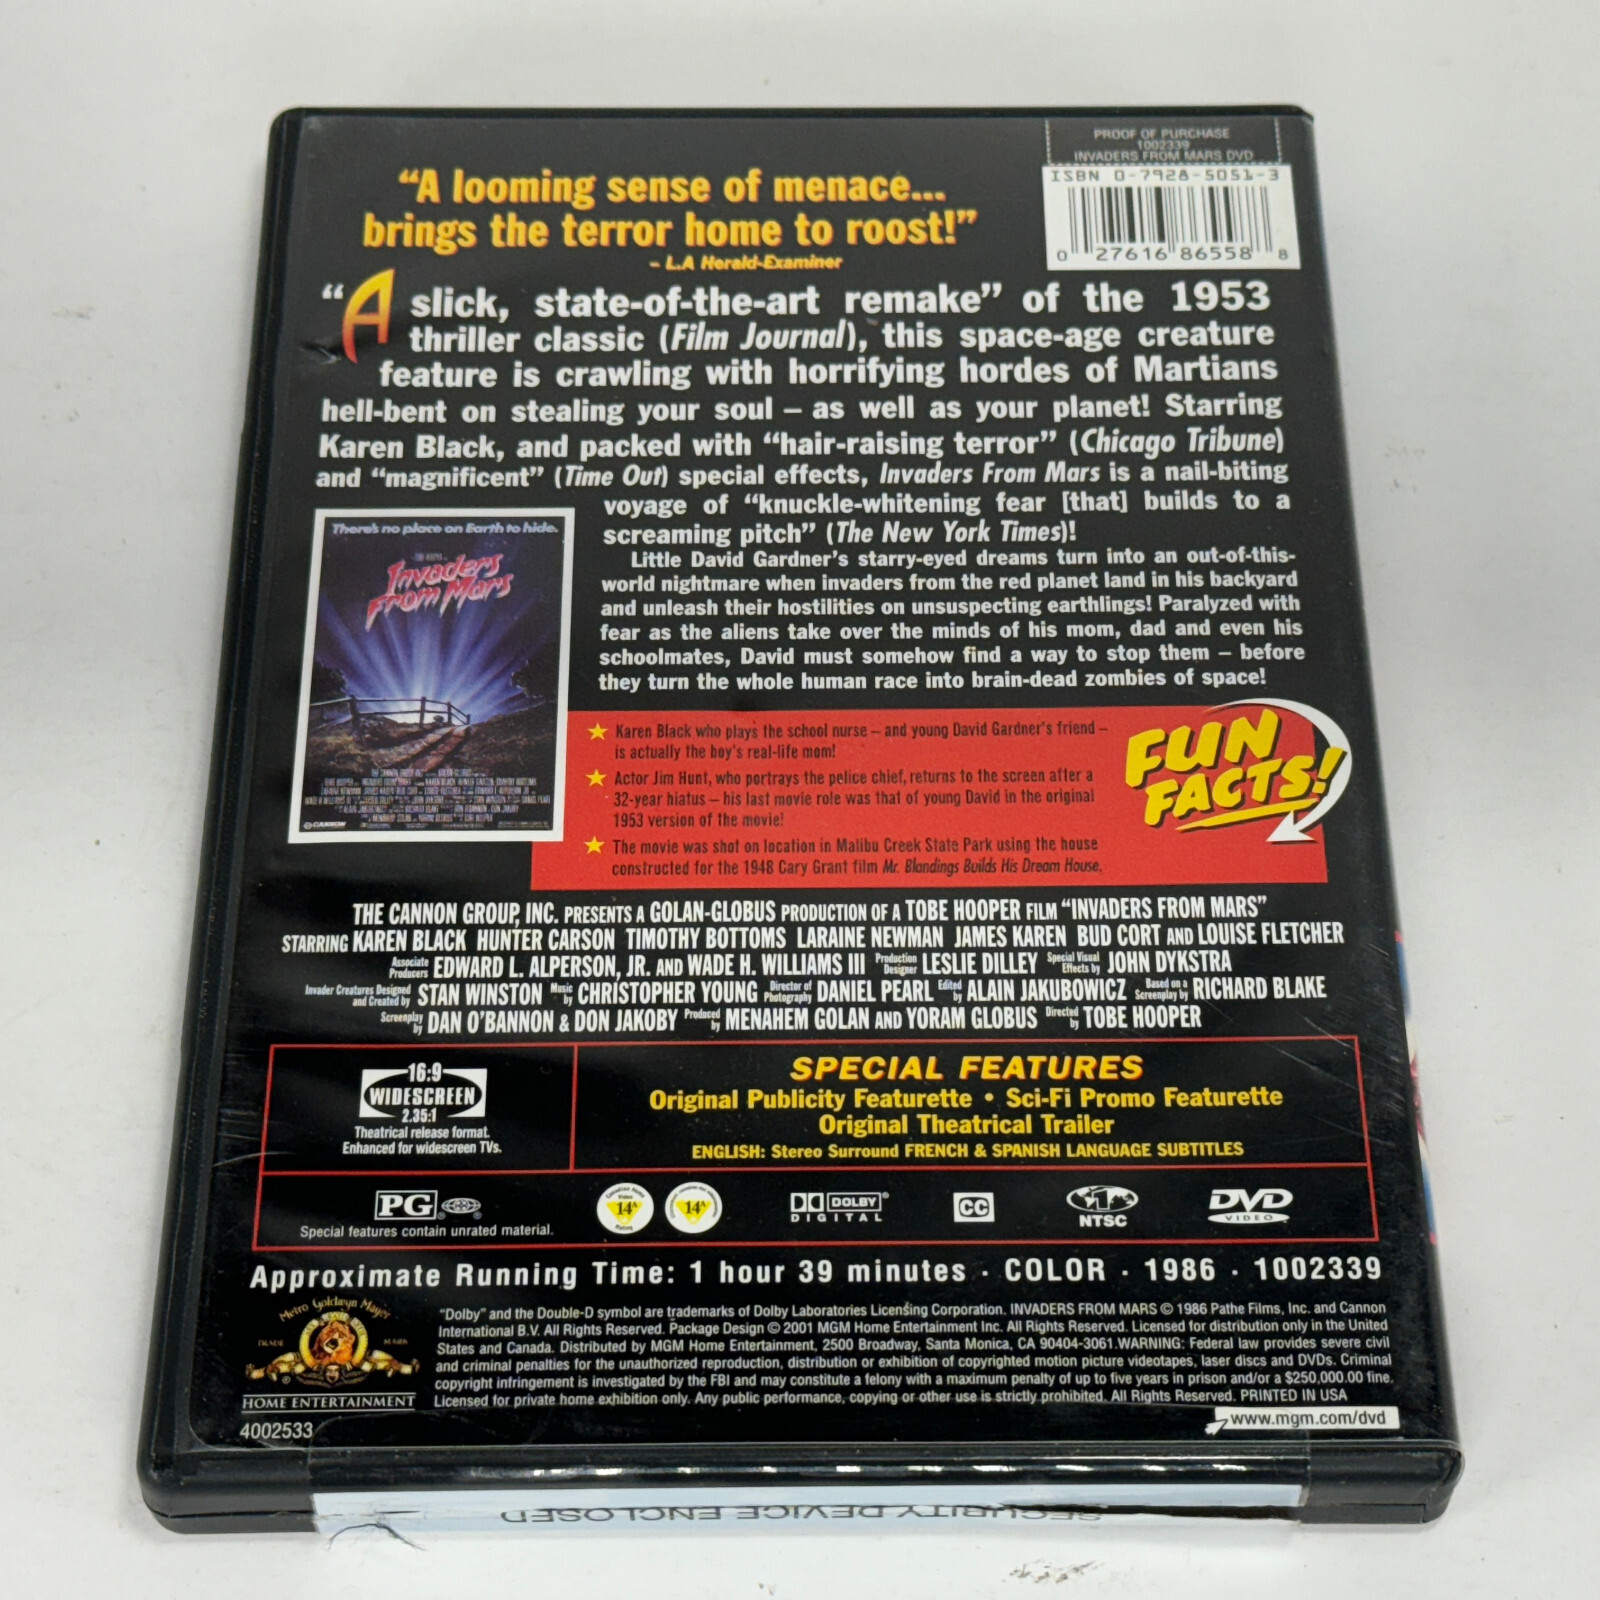 PROOF OF PURCHASE
1002339
INVADERS FROM MARS DVD
ISBN 0-7928-5051-3
0 27616 86558 8
“A looming sense of menace...
brings the terror home to roost!”
– L.A Herald-Examiner
“A slick, state-of-the-art remake” of the 1953
thriller classic (Film Journal), this space-age creature
feature is crawling with horrifying hordes of Martians
hell-bent on stealing your soul – as well as your planet! Starring
Karen Black, and packed with “hair-raising terror” (Chicago Tribune)
and “magnificent” (Time Out) special effects, Invaders From Mars is a nail-biting
voyage of “knuckle-whitening fear [that] builds to a
screaming pitch” (The New York Times)!
Little David Gardner’s starry-eyed dreams turn into an out-of-this-
world nightmare when invaders from the red planet land in his backyard
and unleash their hostilities on unsuspecting earthlings! Paralyzed with
fear as the aliens take over the minds of his mom, dad and even his
schoolmates, David must somehow find a way to stop them – before
they turn the whole human race into brain-dead zombies of space!
There's no place on Earth to hide.
TOBE HOOPER
Invaders
From Mars
CANNON
★ Karen Black who plays the school nurse – and young David Gardner's friend –
is actually the boy's real-life mom!
★ Actor Jim Hunt, who portrays the pelice chief, returns to the screen after a
32-year hiatus – his last movie role was that of young David in the original
1953 version of the movie!
★ The movie was shot on location in Malibu Creek State Park using the house
constructed for the 1948 Cary Grant film Mr. Blandings Builds His Dream House.
FUN
FACTS!
THE CANNON GROUP, INC. PRESENTS A GOLAN-GLOBUS PRODUCTION OF A TOBE HOOPER FILM “INVADERS FROM MARS”
STARRING KAREN BLACK HUNTER CARSON TIMOTHY BOTTOMS LARAINE NEWMAN JAMES KAREN BUD CORT AND LOUISE FLETCHER
Associate Producers EDWARD L. ALPERSON, JR. AND WADE H. WILLIAMS III Production Designer LESLIE DILLEY Special Visual Effects by JOHN DYKSTRA
Invader Creatures Designed and Created by STAN WINSTON Music by CHRISTOPHER YOUNG Director of Photography DANIEL PEARL Edited by ALAIN JAKUBOWICZ Based on a Screenplay by RICHARD BLAKE
Screenplay by DAN O'BANNON & DON JAKOBY Produced by MENAHEM GOLAN AND YORAM GLOBUS Directed by TOBE HOOPER
16:9
WIDESCREEN
2.35:1
Theatrical release format.
Enhanced for widescreen TVs.
SPECIAL FEATURES
Original Publicity Featurette • Sci-Fi Promo Featurette
Original Theatrical Trailer
ENGLISH: Stereo Surround FRENCH & SPANISH LANGUAGE SUBTITLES
PG
Special features contain unrated material.
14A
14A
DOLBY
DIGITAL
CC
1
NTSC
DVD
VIDEO
Approximate Running Time: 1 hour 39 minutes · COLOR · 1986 · 1002339
Metro Goldwyn Mayer
TRADE MARK
HOME ENTERTAINMENT
4002533
“Dolby” and the Double-D symbol are trademarks of Dolby Laboratories Licensing Corporation. INVADERS FROM MARS © 1986 Pathe Films, Inc. and Cannon
International B.V. All Rights Reserved. Package Design © 2001 MGM Home Entertainment Inc. All Rights Reserved. Licensed for distribution only in the United
States and Canada. Distributed by MGM Home Entertainment, 2500 Broadway, Santa Monica, CA 90404-3061.WARNING: Federal law provides severe civil
and criminal penalties for the unauthorized reproduction, distribution or exhibition of copyrighted motion picture videotapes, laser discs and DVDs. Criminal
copyright infringement is investigated by the FBI and may constitute a felony with a maximum penalty of up to five years in prison and/or a $250,000.00 fine.
Licensed for private home exhibition only. Any public performance, copying or other use is strictly prohibited. All Rights Reserved. PRINTED IN USA
www.mgm.com/dvd
SECURITY DEVICE ENCLOSED